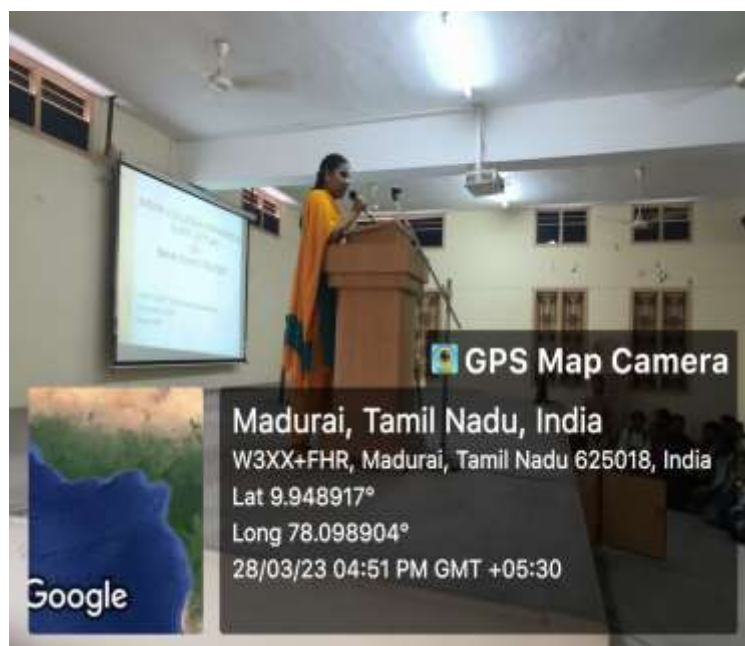 GPS Map Camera
Madurai, Tamil Nadu, India
W3XX+FHR, Madurai, Tamil Nadu 625018, India
Lat 9.948917°
Long 78.098904°
28/03/23 04:51 PM GMT +05:30
Google